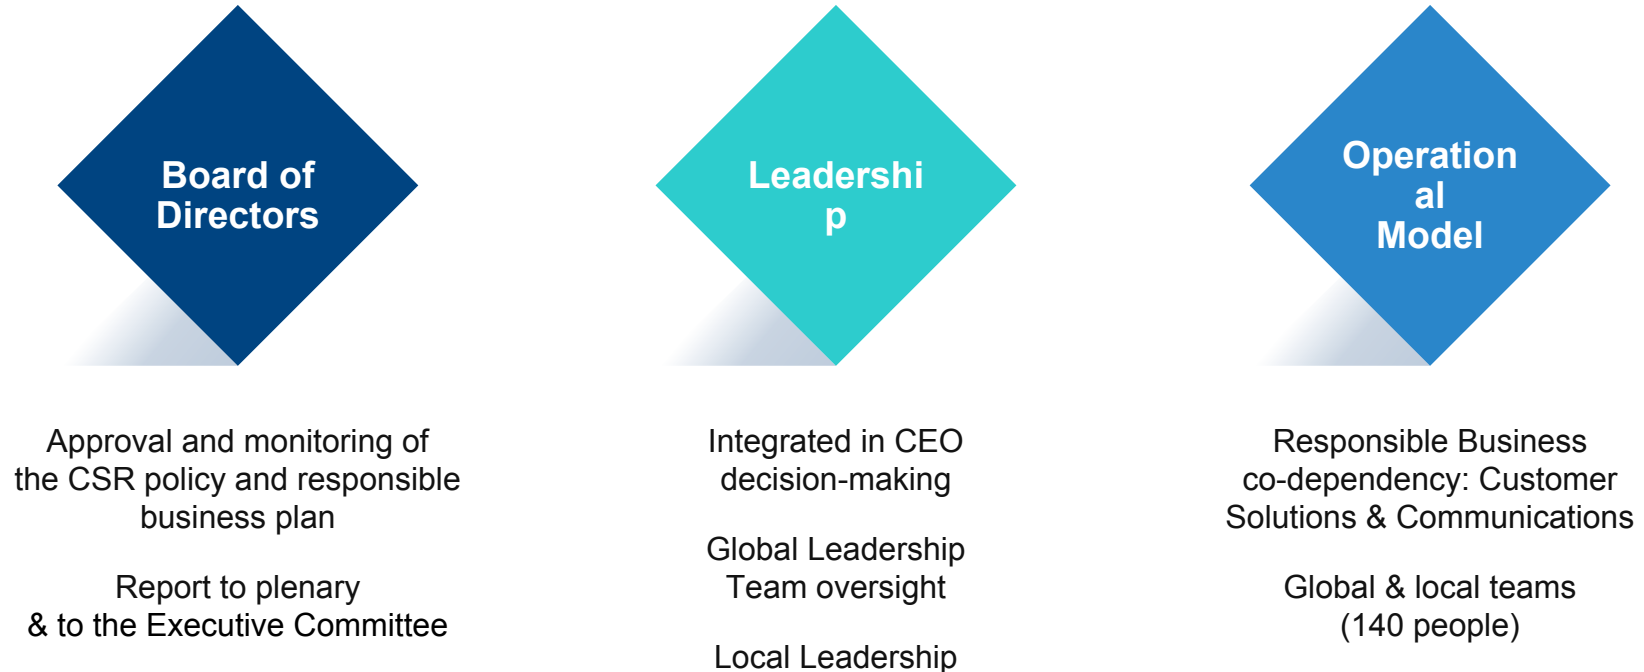 Board of
Directors
Approval and monitoring of
the CSR policy and responsible
business plan
Report to plenary
& to the Executive Committee
Leadershi
p
Integrated in CEO
decision-making
Global Leadership
Team oversight
Local Leadership
Operation
al
Model
Responsible Business
co-dependency: Customer
Solutions & Communications
Global & local teams
(140 people)